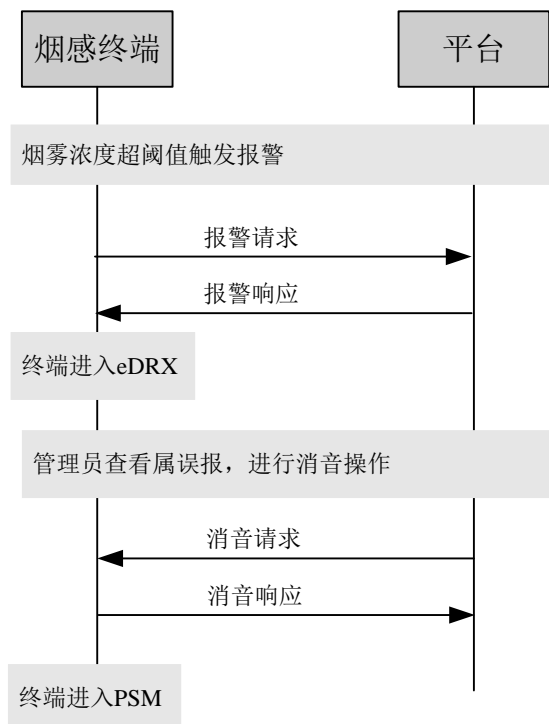 烟感终端
平台
烟雾浓度超阈值触发报警
报警请求
报警响应
终端进入eDRX
管理员查看属误报，进行消音操作
消音请求
消音响应
终端进入PSM